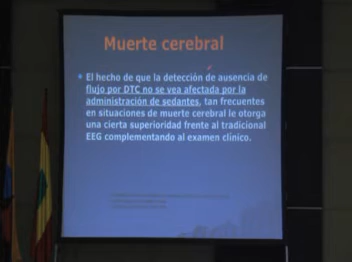 Muerte cerebral
El hecho de que la detección de ausencia de
flujo por DTC no se vea afectada por la
administración de sedantes, tan frecuentes
en situaciones de muerte cerebral le otorga
una cierta superioridad frente al tradicional
EEG complementando al examen clínico.